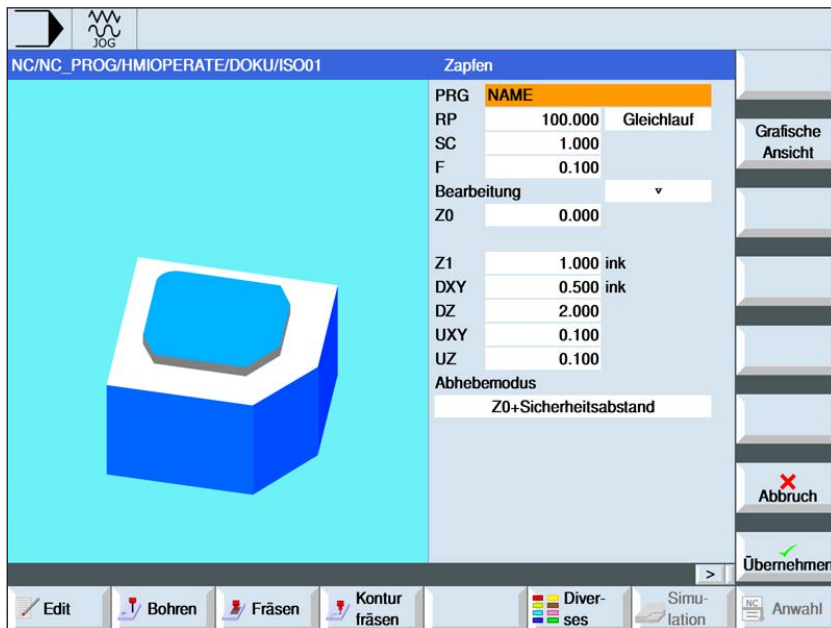 JOG
NC/NC_PROG/HMIOPERATE/DOKU/ISO01
Zapfen
PRG NAME
RP 100.000 Gleichlauf
SC 1.000
F 0.100
Bearbeitung ▿
Z0 0.000
Z1 1.000 ink
DXY 0.500 ink
DZ 2.000
UXY 0.100
UZ 0.100
Abhebemodus
Z0+Sicherheitsabstand
Grafische
Ansicht
Abbruch
Übernehmen
>
Edit
Bohren
Fräsen
Kontur
fräsen
Diver-
ses
Simu-
lation
NC
Anwahl